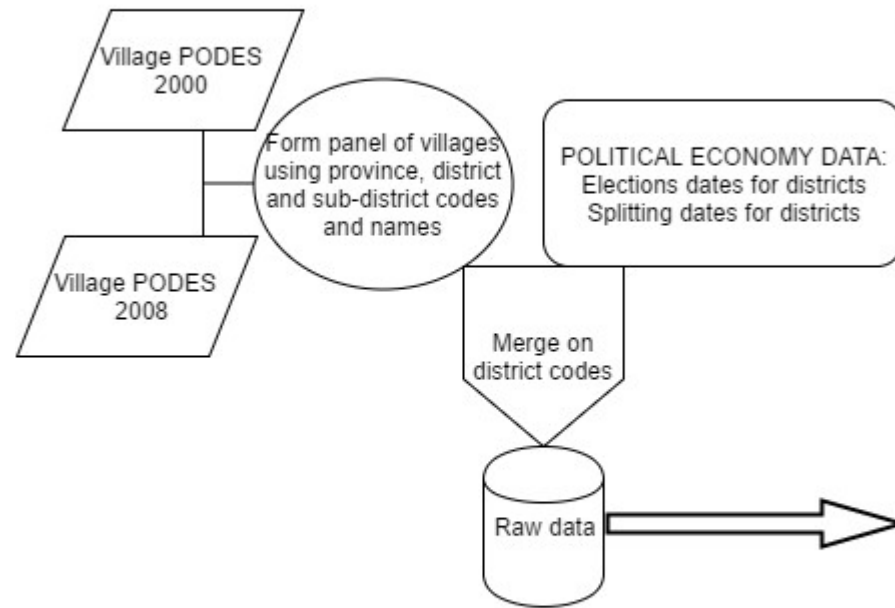 Village PODES
2000
Form panel of villages
using province, district
and sub-district codes
and names
POLITICAL ECONOMY DATA:
Elections dates for districts
Splitting dates for districts
Village PODES
2008
Merge on
district codes
Raw data